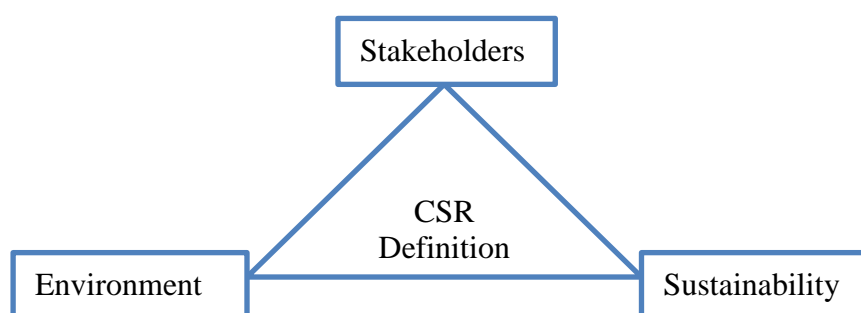 Stakeholders
CSR
Definition
Environment
Sustainability